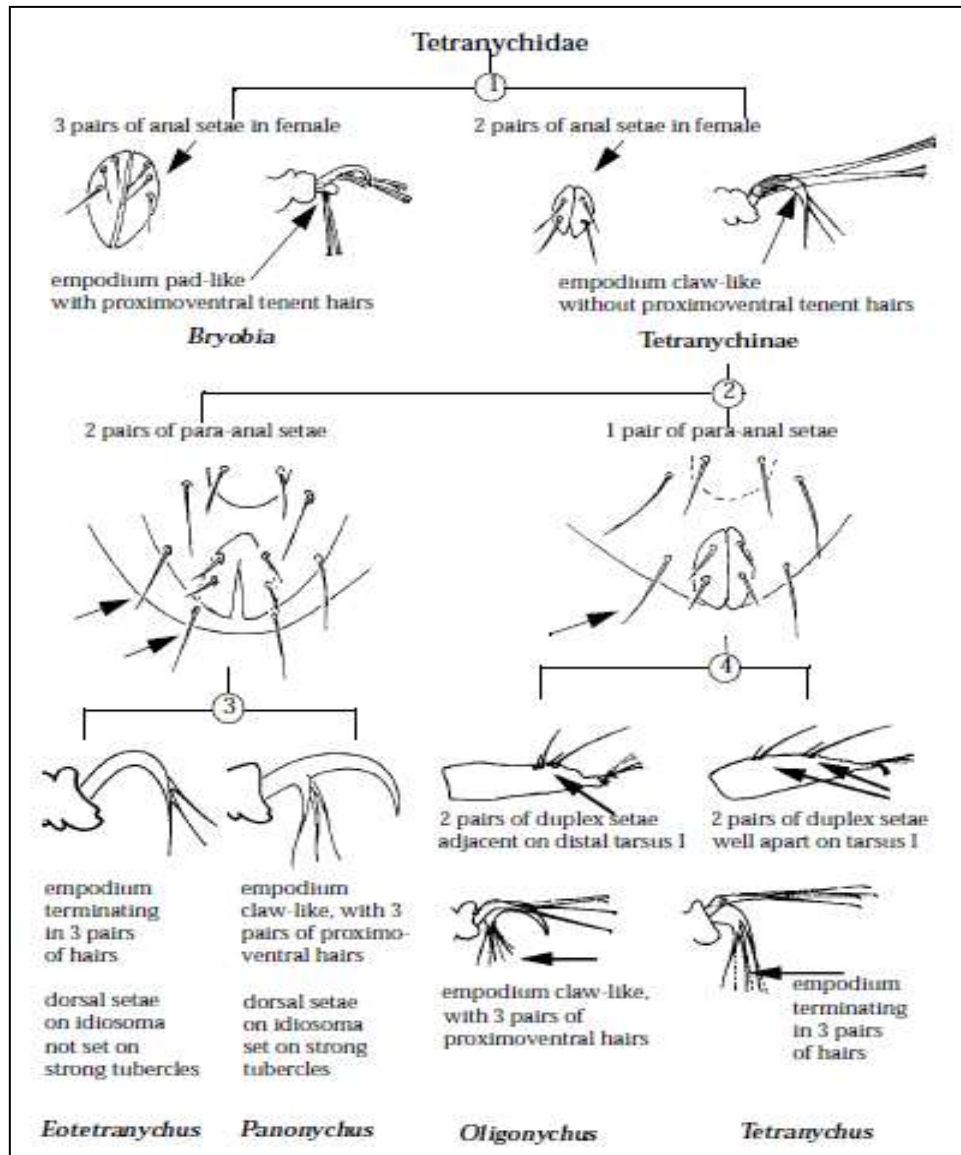 Tetranychidae
1
3 pairs of anal setae in female
2 pairs of anal setae in female
empodium pad-like
with proximoventral tenent hairs
Bryobia
empodium claw-like
without proximoventral tenent hairs
Tetranychinae
2
2 pairs of para-anal setae
1 pair of para-anal setae
3
4
2 pairs of duplex setae
adjacent on distal tarsus I
2 pairs of duplex setae
well apart on tarsus I
empodium
terminating
in 3 pairs
of hairs
dorsal setae
on idiosoma
not set on
strong tubercles
Eotetranychus
empodium
claw-like, with 3
pairs of proximo-
ventral hairs
dorsal setae
on idiosoma
set on strong
tubercles
Panonychus
empodium claw-like,
with 3 pairs of
proximoventral hairs
Oligonychus
empodium
terminating
in 3 pairs
of hairs
Tetranychus